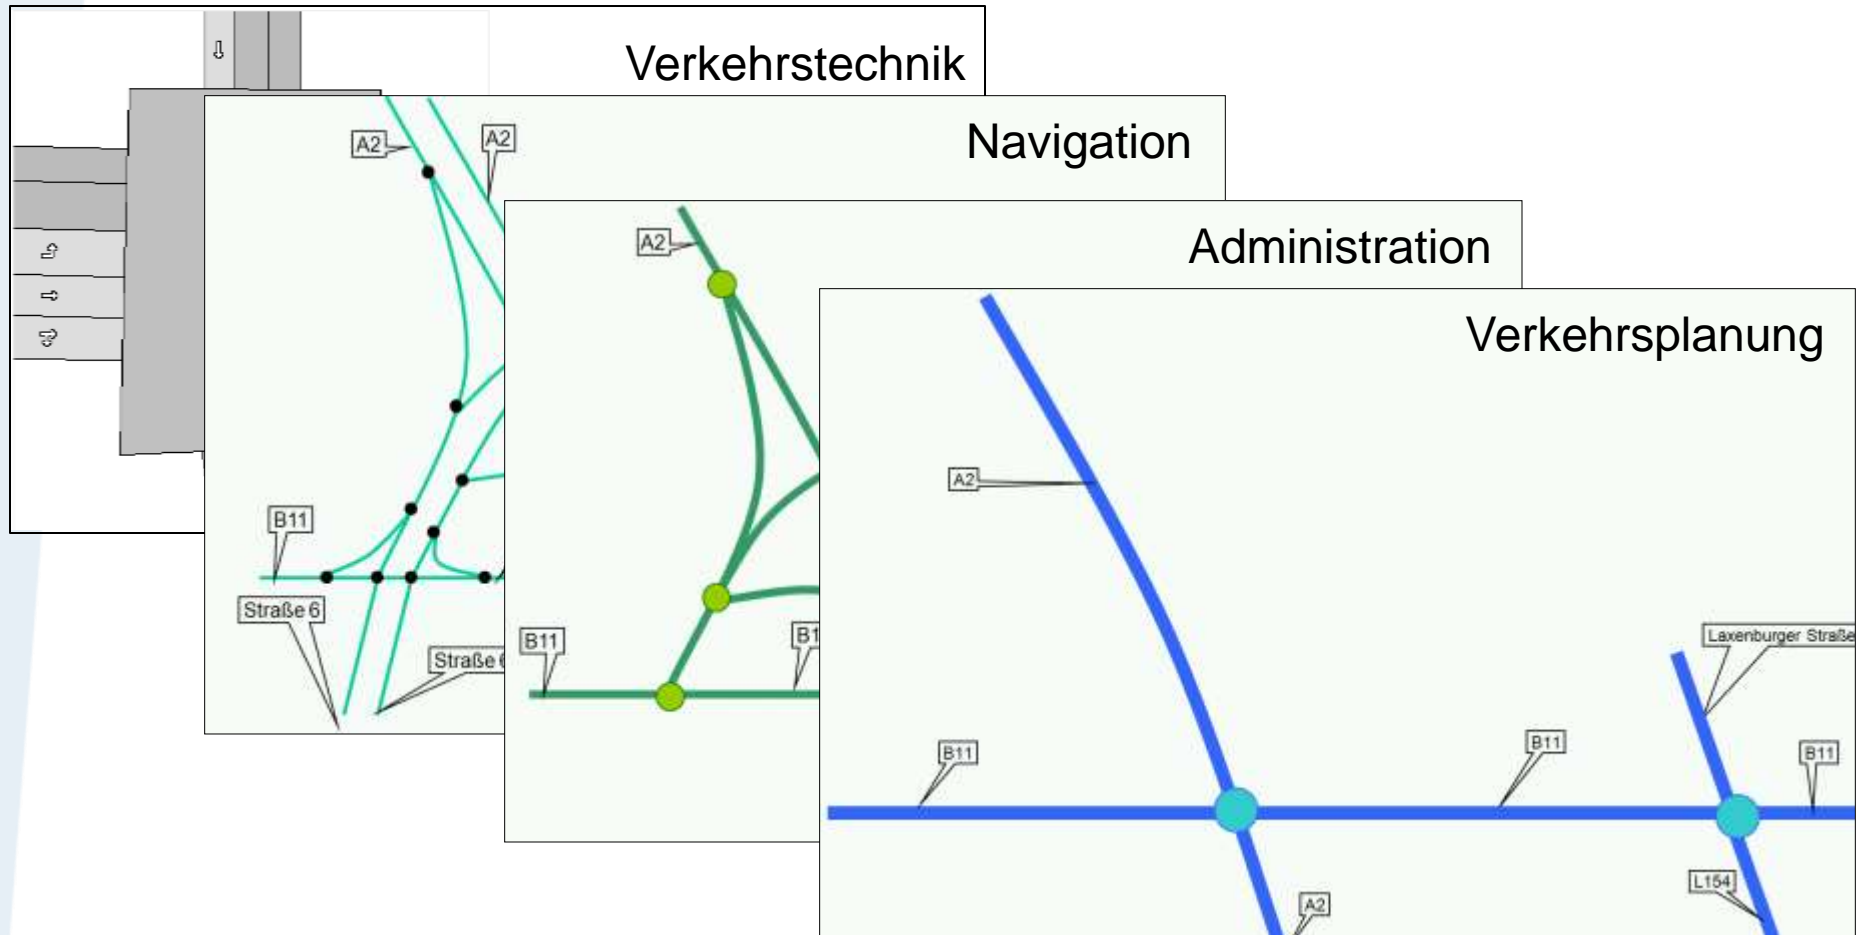 Verkehrstechnik
Navigation
A2
A2
B11
Straße 6
Straße
Administration
A2
B11
Verkehrsplanung
A2
Laxenburger Straße
B11
B11
B11
L154
A2